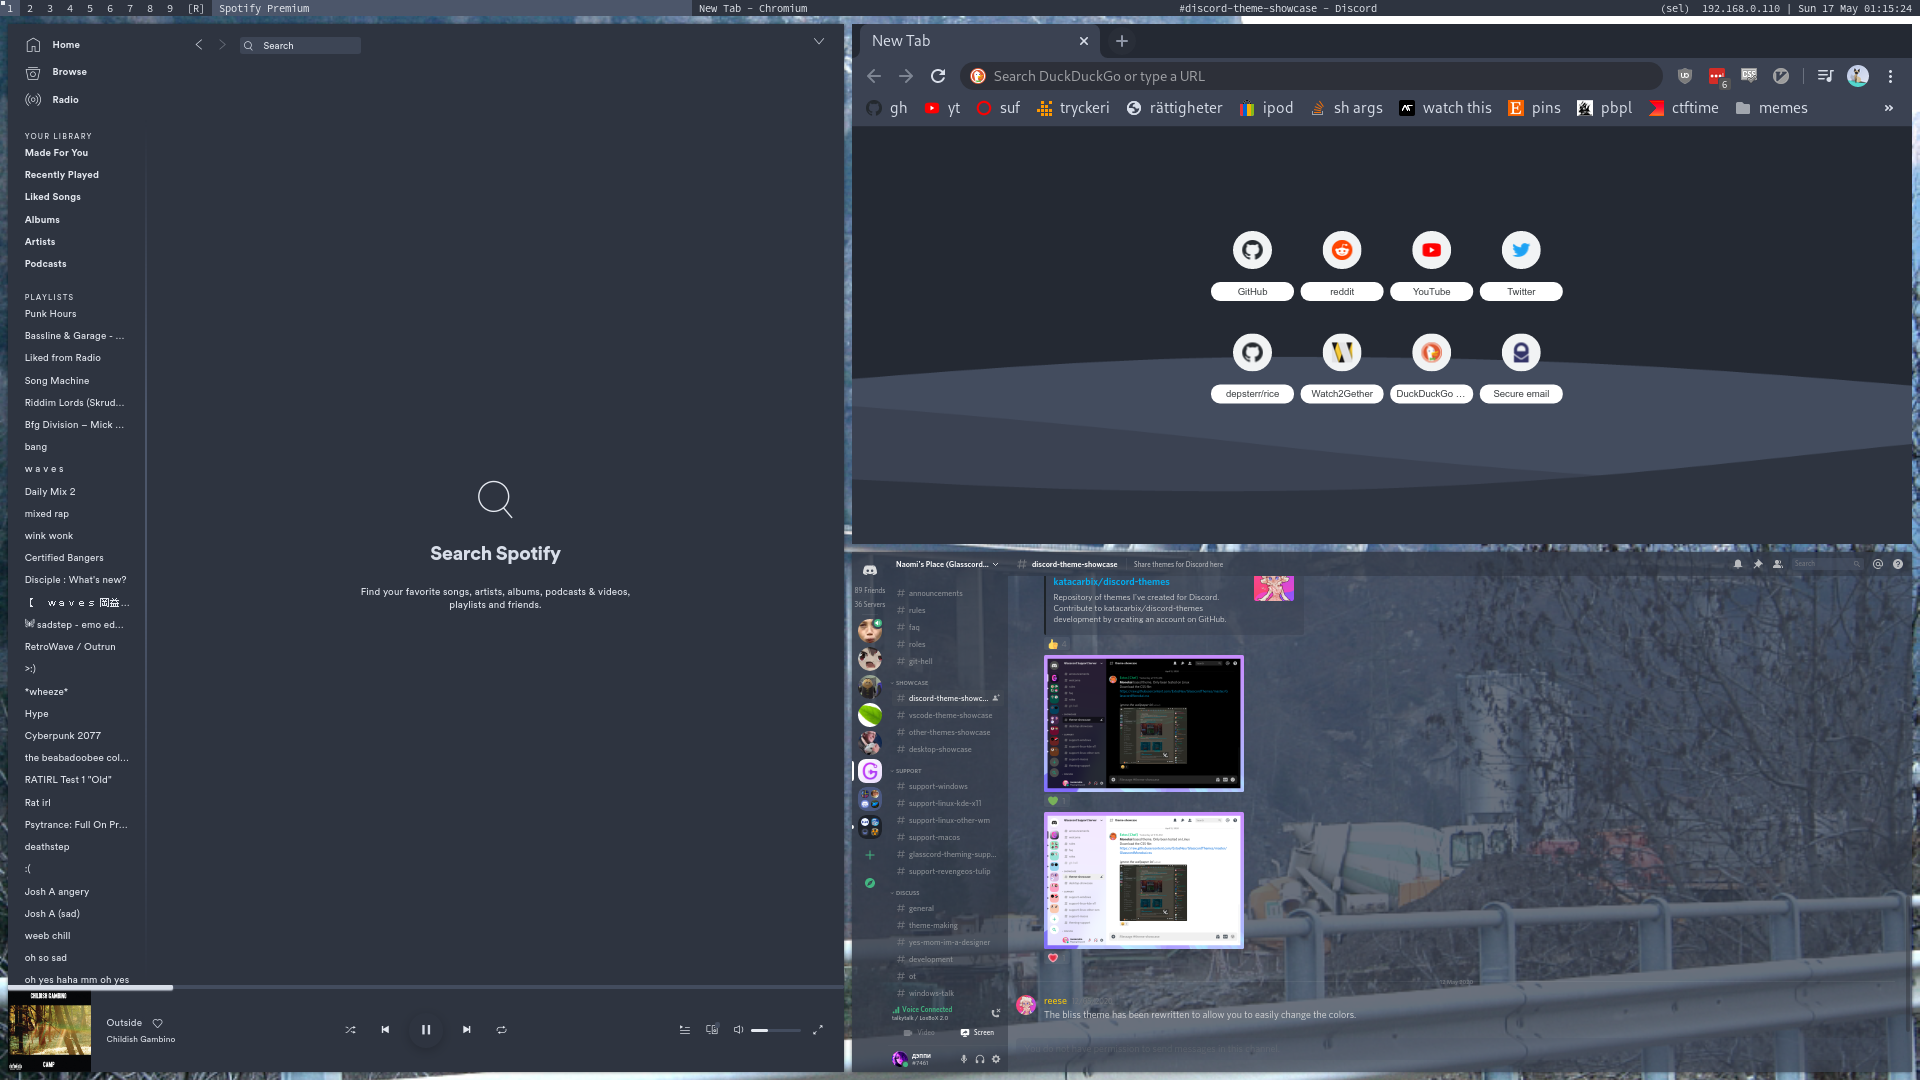 1 2 3 4 5 6 7 8 9 [R] Spotify Premium
New Tab - Chromium
#discord-theme-showcase - Discord
(sel) 192.168.0.110 | Sun 17 May 01:15:24
Home
Search
Browse
Radio
YOUR LIBRARY
Made For You
Recently Played
Liked Songs
Albums
Artists
Podcasts
PLAYLISTS
Punk Hours
Bassline & Garage - ...
Liked from Radio
Song Machine
Riddim Lords (Skrud...
Bfg Division – Mick ...
bang
w a v e s
Daily Mix 2
mixed rap
wink wonk
Certified Bangers
Disciple : What's new?
【 ｗａｖｅｓ 岡益...
sadstep - emo ed...
RetroWave / Outrun
>:)
*wheeze*
Hype
Cyberpunk 2077
the beabadoobee col...
RATIRL Test 1 "Old"
Rat irl
Psytrance: Full On Pr...
deathstep
:(
Josh A angery
Josh A (sad)
weeb chill
oh so sad
oh yes haha mm oh yes
Search Spotify
Find your favorite songs, artists, albums, podcasts & videos,
playlists and friends.
CHILDISH GAMBINO
CAMP
Outside
Childish Gambino
New Tab
Search DuckDuckGo or type a URL
6
gh yt suf tryckeri rättigheter ipod sh args watch this pins pbpl ctftime memes »
GitHub reddit YouTube Twitter
depsterr/rice Watch2Gether DuckDuckGo ... Secure email
Naomi's Place (Glasscord...
# discord-theme-showcase Share themes for Discord here
Search
89 Friends
36 Servers
# announcements
# rules
# faq
# roles
# git-hell
SHOWCASE
# discord-theme-showc...
# vscode-theme-showcase
# other-themes-showcase
# desktop-showcase
SUPPORT
# support-windows
# support-linux-kde-x11
# support-linux-other-wm
# support-macos
# glasscord-theming-supp...
# support-revengeos-tulip
DISCUSS
# general
# theme-making
# yes-mom-im-a-designer
# development
# ot
# windows-talk
Voice Connected
Video Screen
дэппи
#7461
katacarbix/discord-themes
Repository of themes I've created for Discord.
Contribute to katacarbix/discord-themes
development by creating an account on GitHub.
reese
The bliss theme has been rewritten to allow you to easily change the colors.